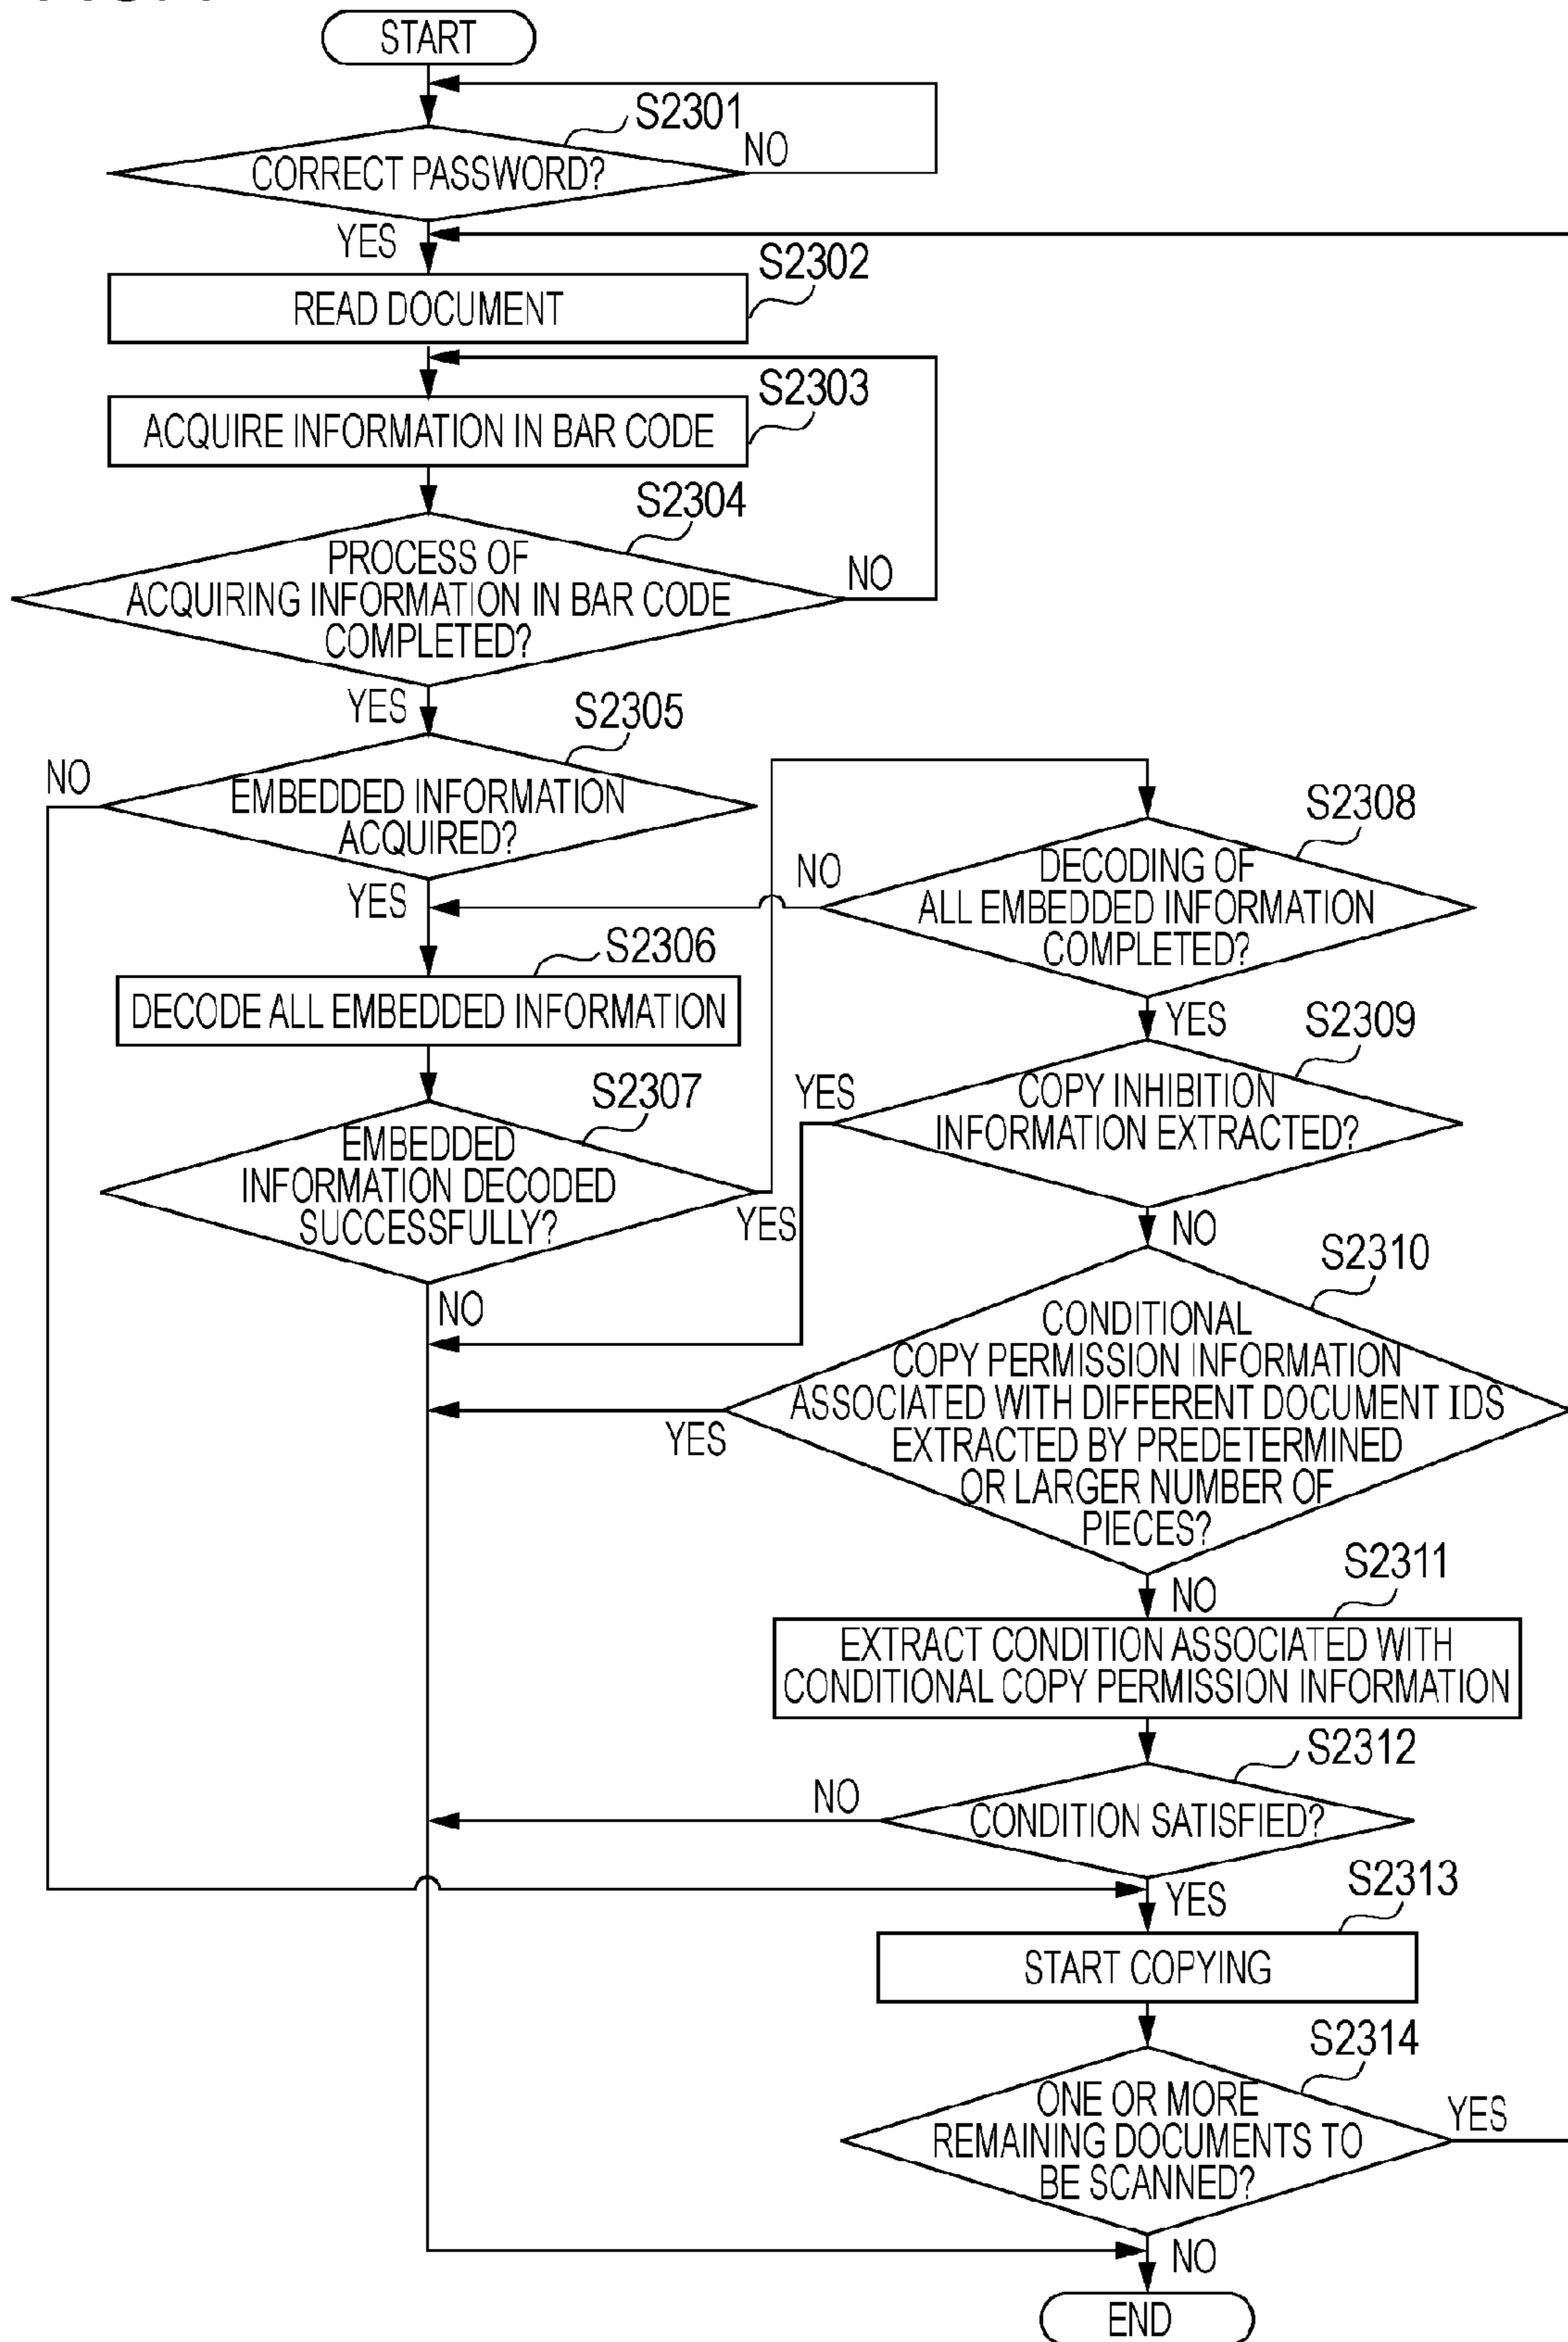 START
S2301
NO
CORRECT PASSWORD?
YES
S2302
READ DOCUMENT
S2303
ACQUIRE INFORMATION IN BAR CODE
S2304
PROCESS OF
ACQUIRING INFORMATION IN BAR CODE
COMPLETED?
NO
YES
S2305
NO
EMBEDDED INFORMATION
ACQUIRED?
YES
S2306
DECODE ALL EMBEDDED INFORMATION
S2307
EMBEDDED
INFORMATION DECODED
SUCCESSFULLY?
YES
NO
S2308
NO
DECODING OF
ALL EMBEDDED INFORMATION
COMPLETED?
YES
S2309
YES
COPY INHIBITION
INFORMATION EXTRACTED?
NO
S2310
CONDITIONAL
COPY PERMISSION INFORMATION
ASSOCIATED WITH DIFFERENT DOCUMENT IDS
EXTRACTED BY PREDETERMINED
OR LARGER NUMBER OF
PIECES?
YES
NO
S2311
EXTRACT CONDITION ASSOCIATED WITH
CONDITIONAL COPY PERMISSION INFORMATION
S2312
NO
CONDITION SATISFIED?
YES
S2313
START COPYING
S2314
ONE OR MORE
REMAINING DOCUMENTS TO
BE SCANNED?
YES
NO
END